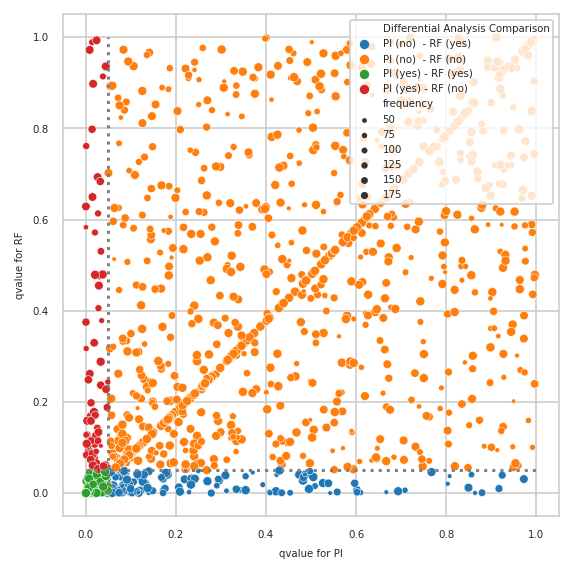 Differential Analysis Comparison
PI (no) - RF (yes)
PI (no) - RF (no)
PI (yes) - RF (yes)
PI (yes) - RF (no)
frequency
50
75
100
125
150
175
1.0
0.8
0.6
0.4
0.2
0.0
qvalue for RF
0.0 0.2 0.4 0.6 0.8 1.0
qvalue for PI